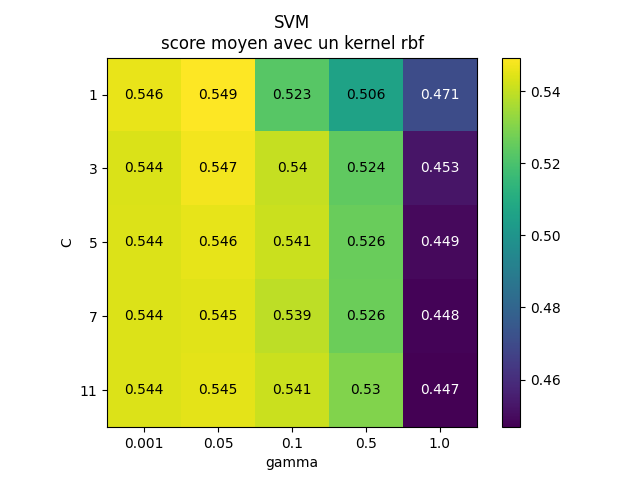 SVM
score moyen avec un kernel rbf
C
1 0.546 0.549 0.523 0.506 0.471
3 0.544 0.547 0.54 0.524 0.453
5 0.544 0.546 0.541 0.526 0.449
7 0.544 0.545 0.539 0.526 0.448
11 0.544 0.545 0.541 0.53 0.447
0.001 0.05 0.1 0.5 1.0
gamma
0.54
0.52
0.50
0.48
0.46